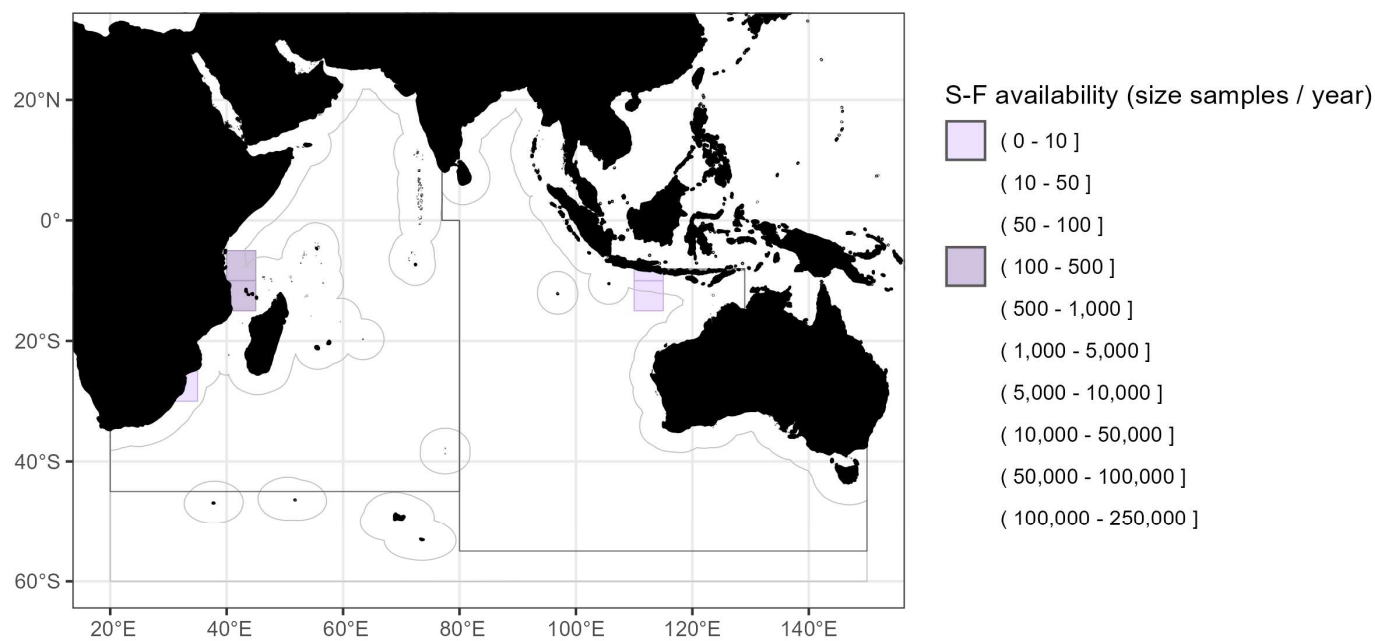 S-F availability (size samples / year)
( 0 - 10 ]
( 10 - 50 ]
( 50 - 100 ]
( 100 - 500 ]
( 500 - 1,000 ]
( 1,000 - 5,000 ]
( 5,000 - 10,000 ]
( 10,000 - 50,000 ]
( 50,000 - 100,000 ]
( 100,000 - 250,000 ]
20°N
0°
20°S
40°S
60°S
20°E 40°E 60°E 80°E 100°E 120°E 140°E